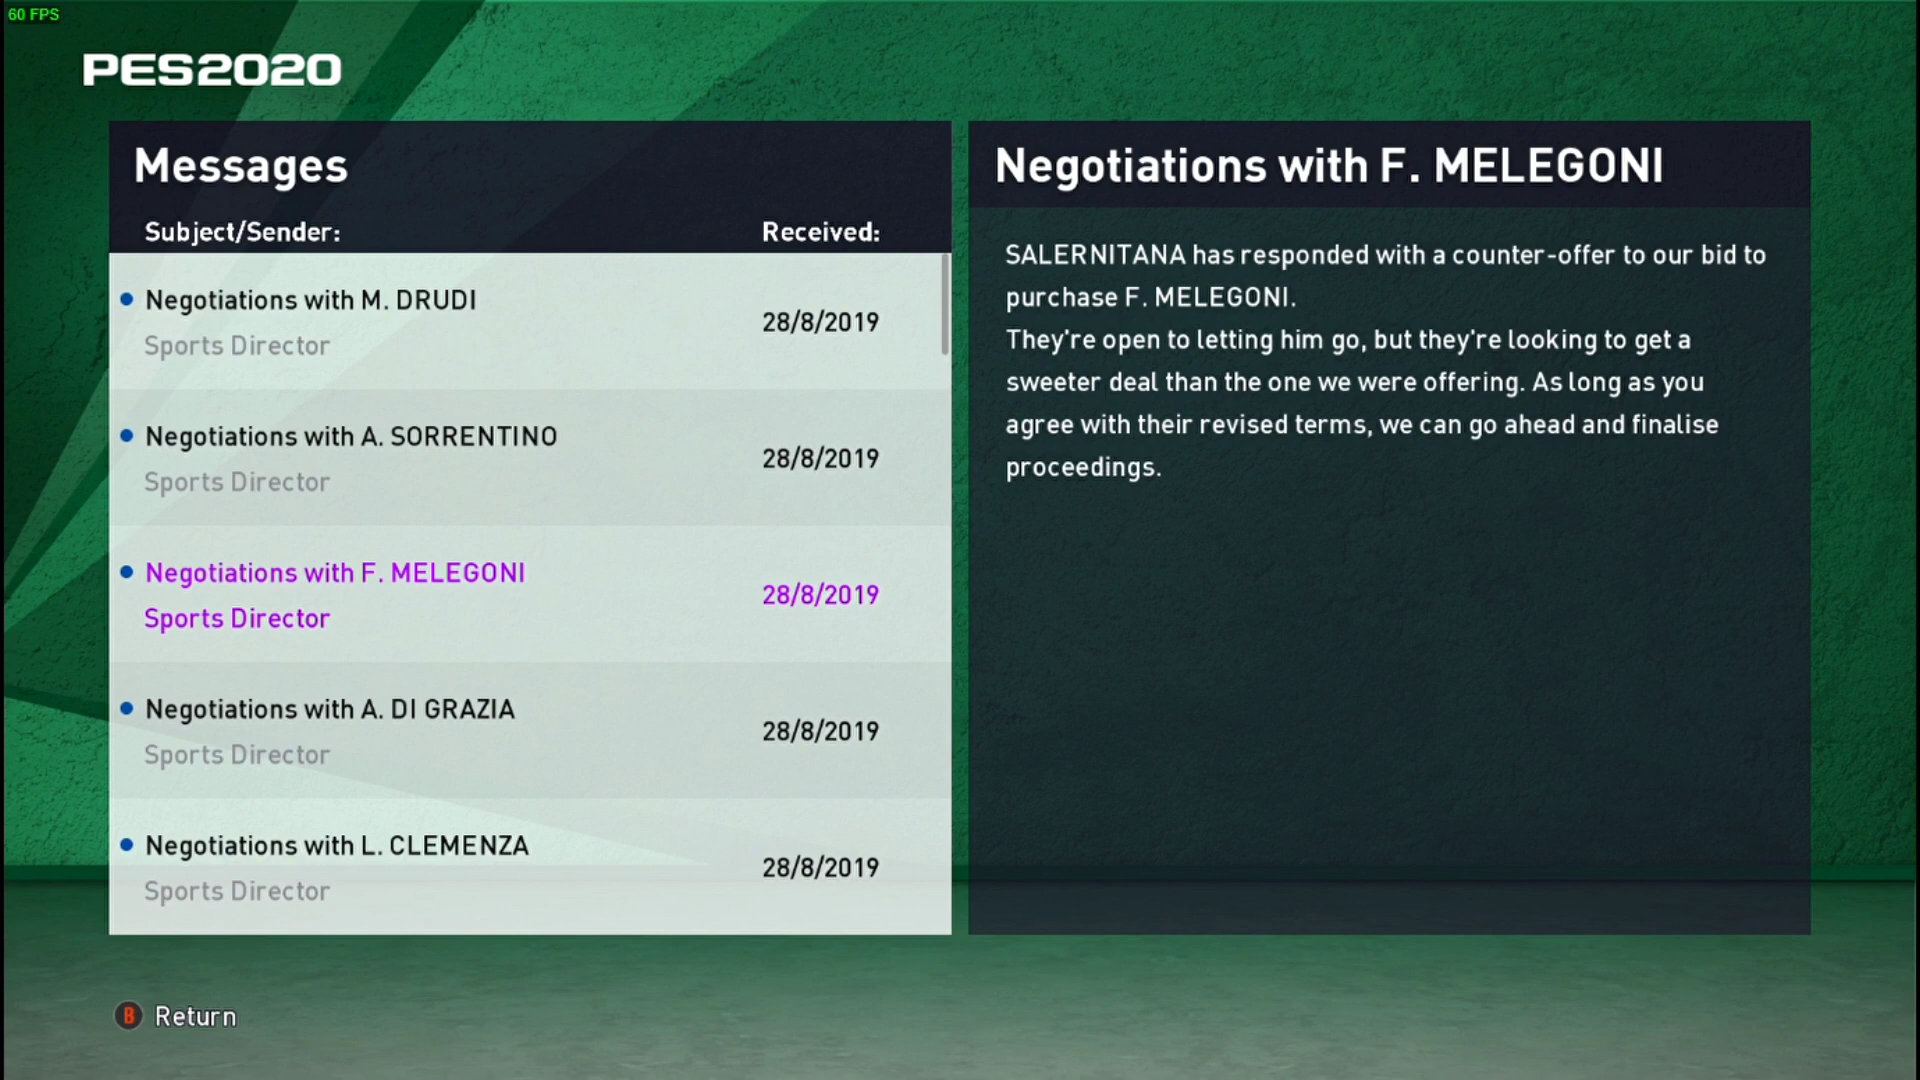 60 FPS
PES2020
Messages
Subject/Sender:
Received:
Negotiations with M. DRUDI
Sports Director
28/8/2019
Negotiations with A. SORRENTINO
Sports Director
28/8/2019
Negotiations with F. MELEGONI
Sports Director
28/8/2019
Negotiations with A. DI GRAZIA
Sports Director
28/8/2019
Negotiations with L. CLEMENZA
Sports Director
28/8/2019
Negotiations with F. MELEGONI
SALERNITANA has responded with a counter-offer to our bid to
purchase F. MELEGONI.
They're open to letting him go, but they're looking to get a
sweeter deal than the one we were offering. As long as you
agree with their revised terms, we can go ahead and finalise
proceedings.
B Return